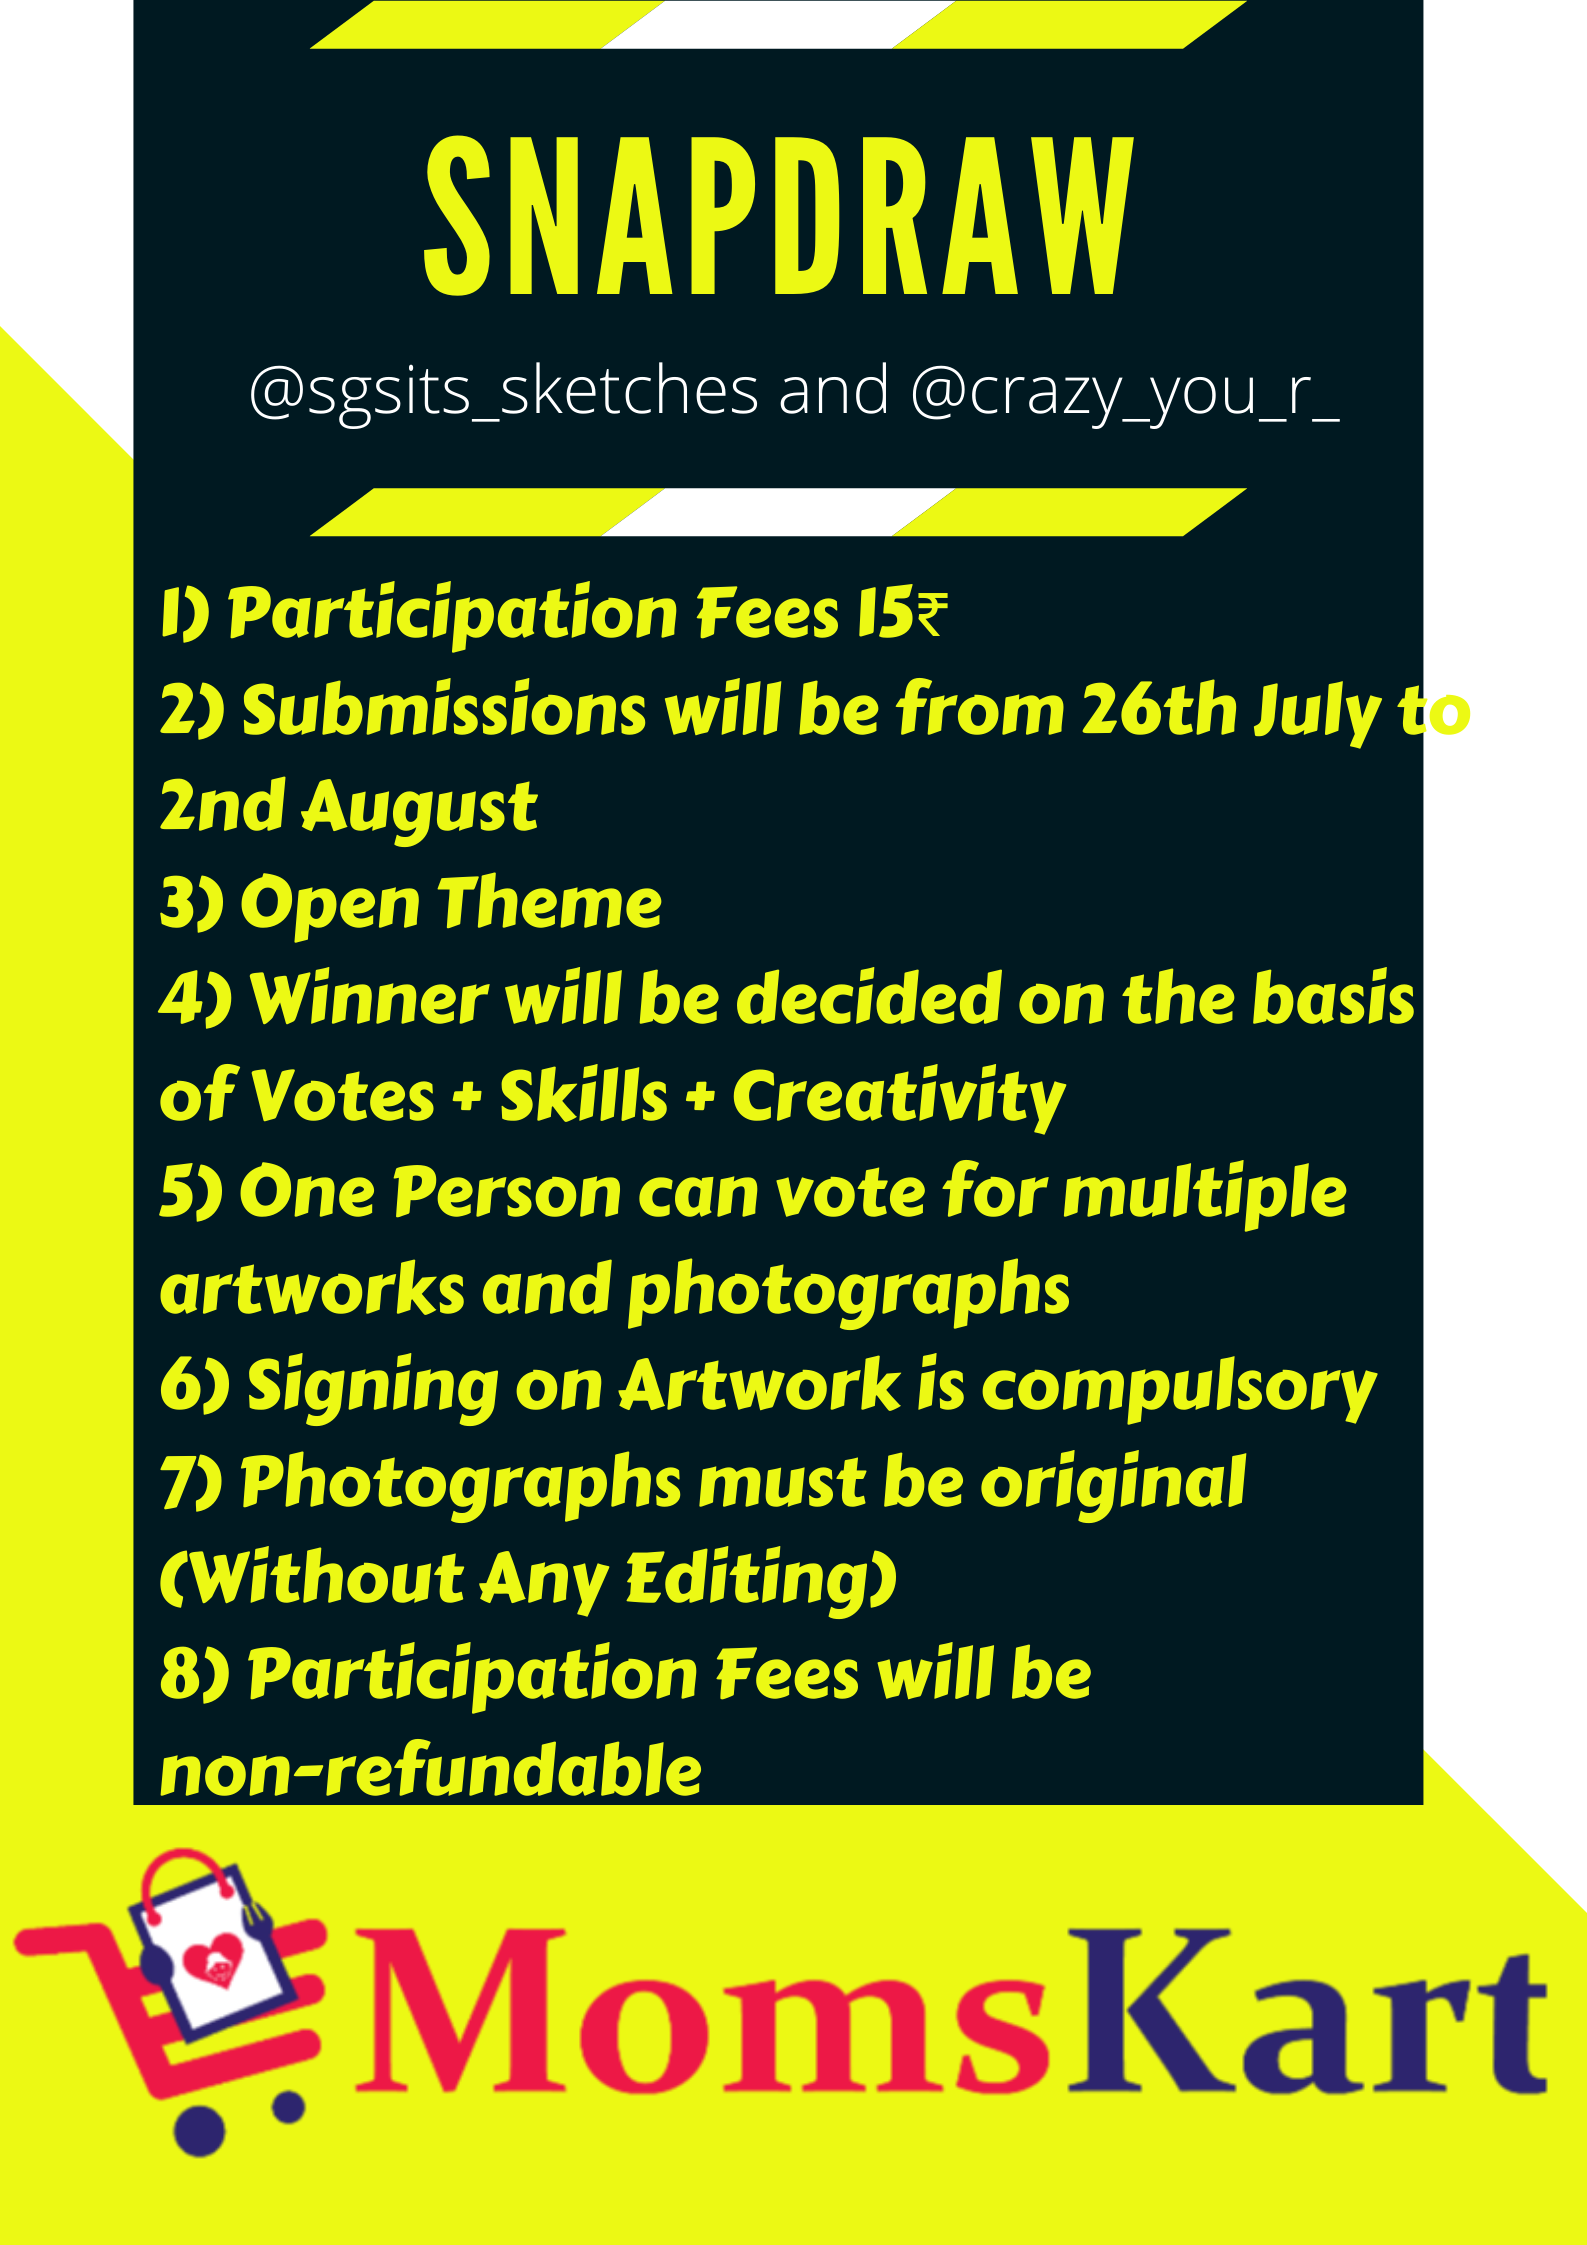 SNAPDRAW
@sgsits_sketches and @crazy_you_r_
1) Participation Fees 15₹
2) Submissions will be from 26th July to
2nd August
3) Open Theme
4) Winner will be decided on the basis
of Votes + Skills + Creativity
5) One Person can vote for multiple
artworks and photographs
6) Signing on Artwork is compulsory
7) Photographs must be original
(Without Any Editing)
8) Participation Fees will be
non-refundable
MomsKart